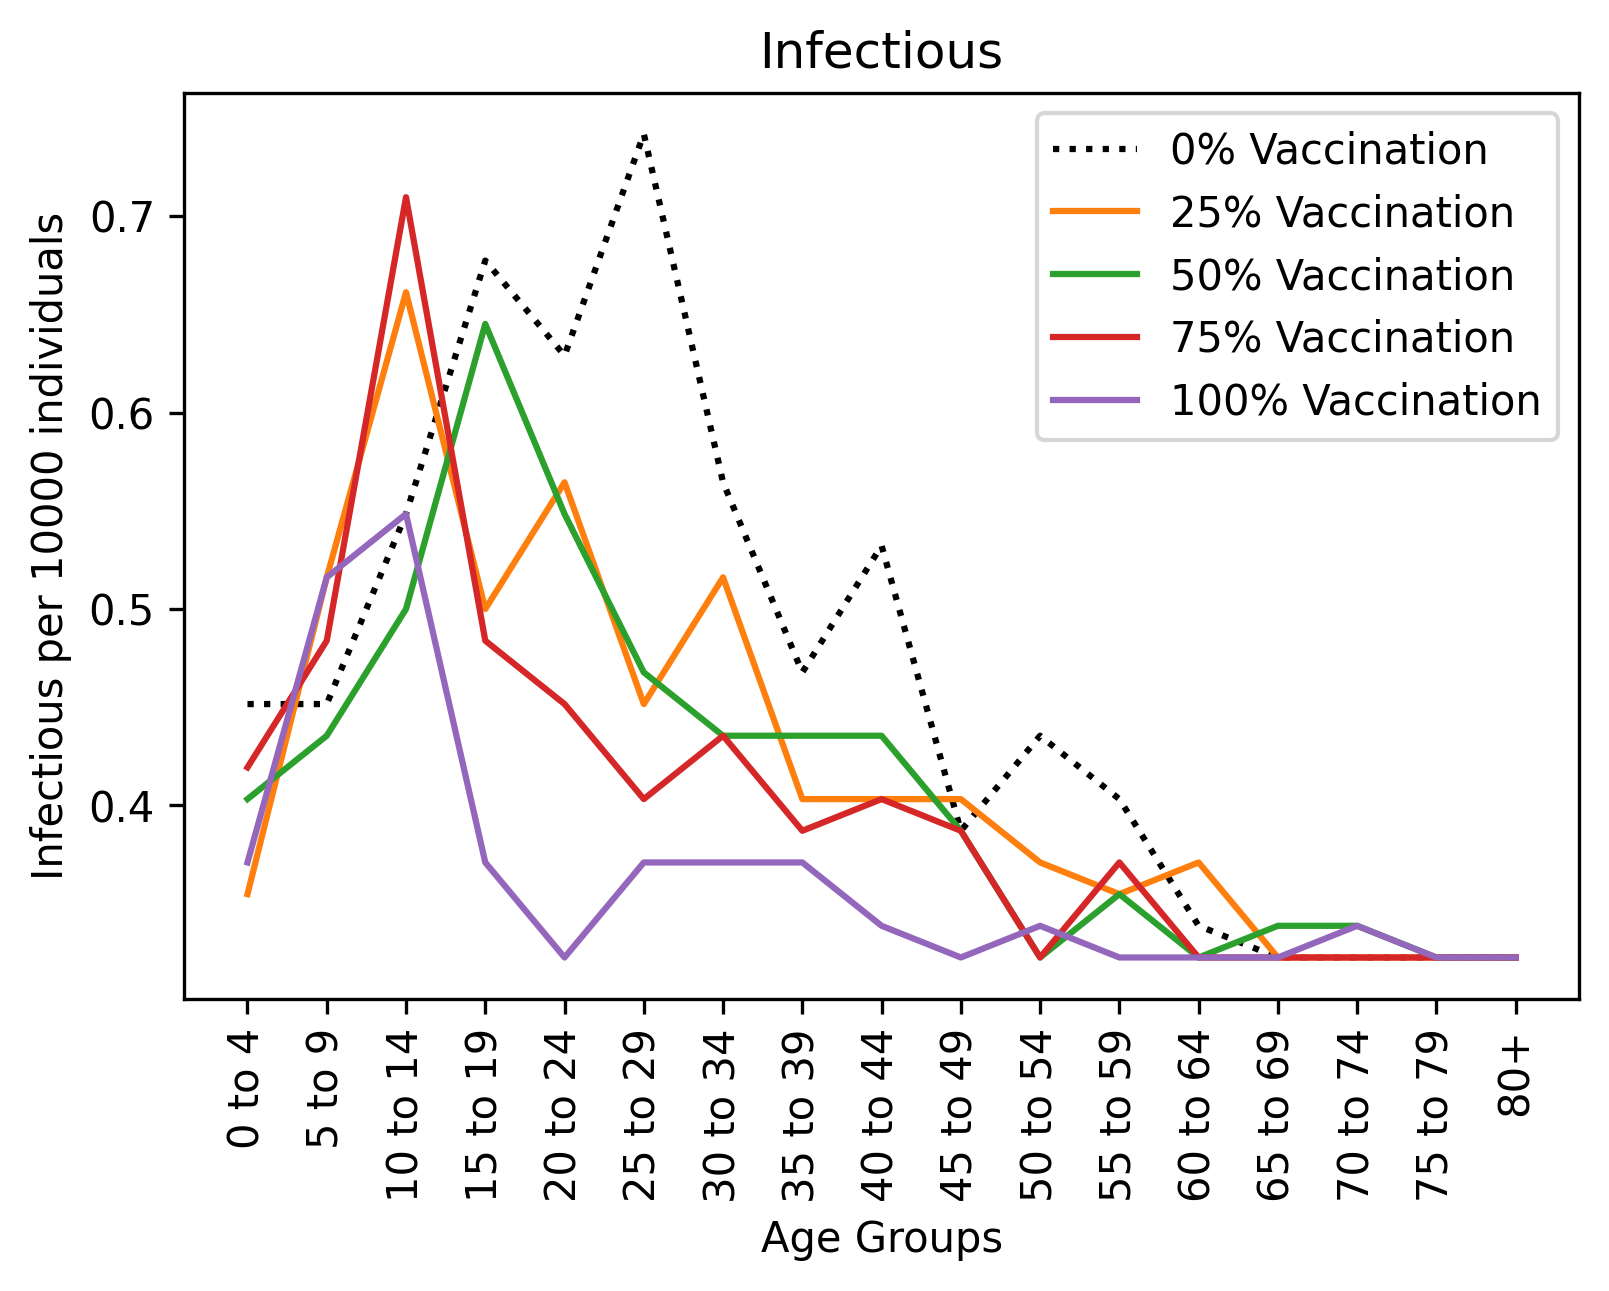 Infectious
Infectious per 10000 individuals
0.7
0.6
0.5
0.4
0% Vaccination
25% Vaccination
50% Vaccination
75% Vaccination
100% Vaccination
0 to 4
5 to 9
10 to 14
15 to 19
20 to 24
25 to 29
30 to 34
35 to 39
40 to 44
45 to 49
50 to 54
55 to 59
60 to 64
65 to 69
70 to 74
75 to 79
80+
Age Groups